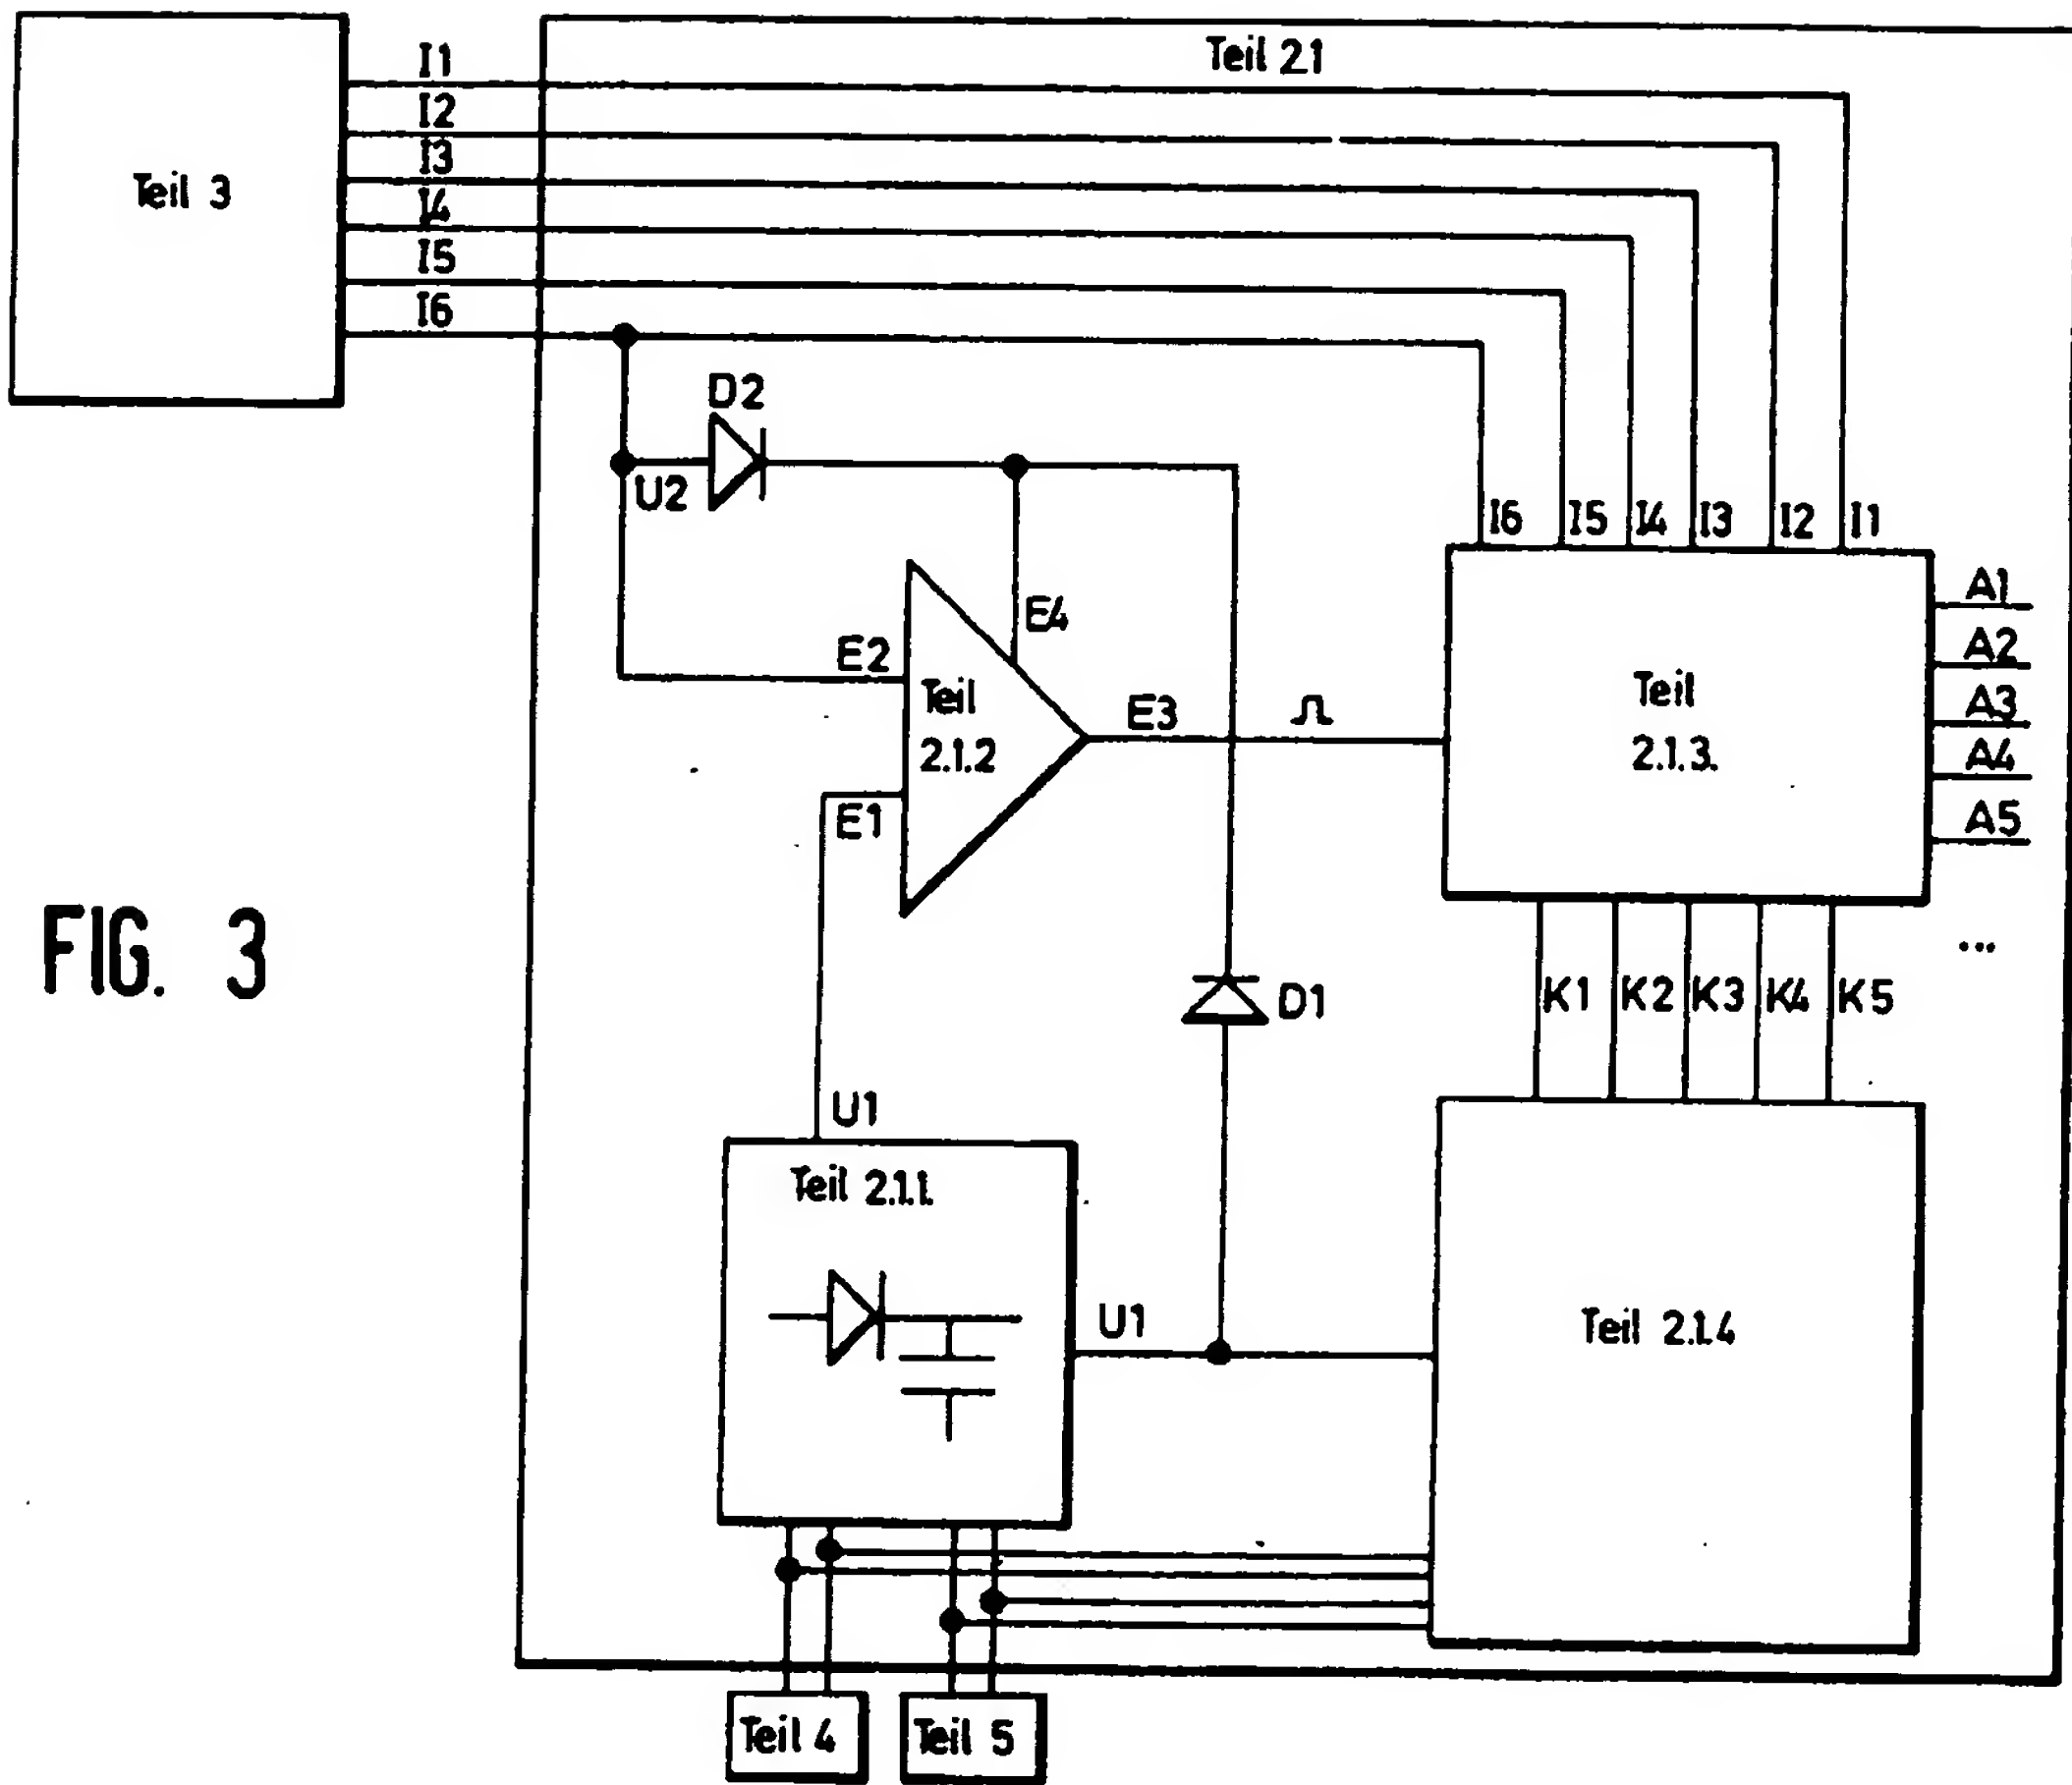 Teil 21
I1
I2
I3
Teil 3
I4
I5
I6
D2
U2
I6 I5 I4 I3 I2 I1
E4
A1
E2
A2
Teil
2.1.2
E3
Teil
2.1.3.
A3
A4
E1
A5
FIG. 3
...
K1 K2 K3 K4 K5
D1
U1
Teil 2.1.1.
U1
Teil 2.1.4
Teil 4
Teil 5